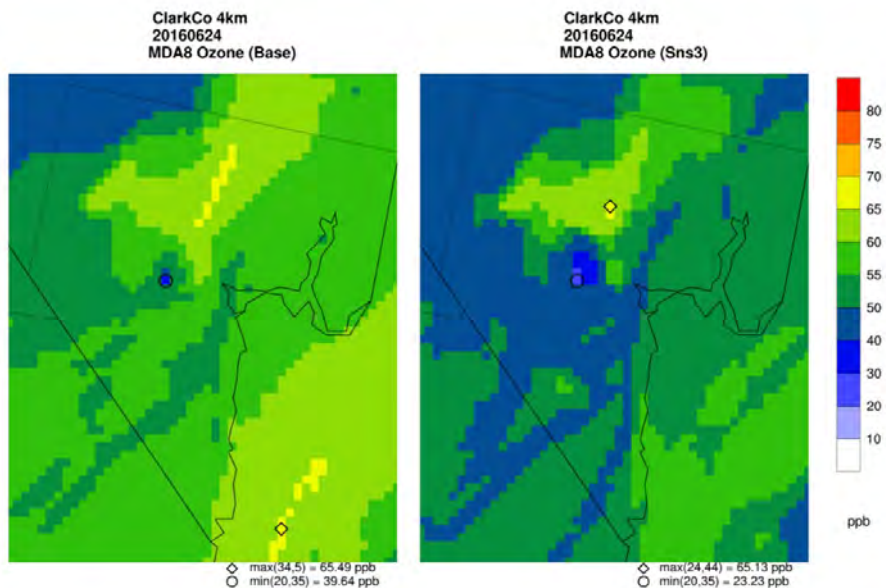 ClarkCo 4km
20160624
MDA8 Ozone (Base)
max(34,5) = 65.49 ppb
min(20,35) = 39.64 ppb
ClarkCo 4km
20160624
MDA8 Ozone (Sns3)
max(24,44) = 65.13 ppb
min(20,35) = 23.23 ppb
80
75
70
65
60
55
50
40
30
20
10
ppb